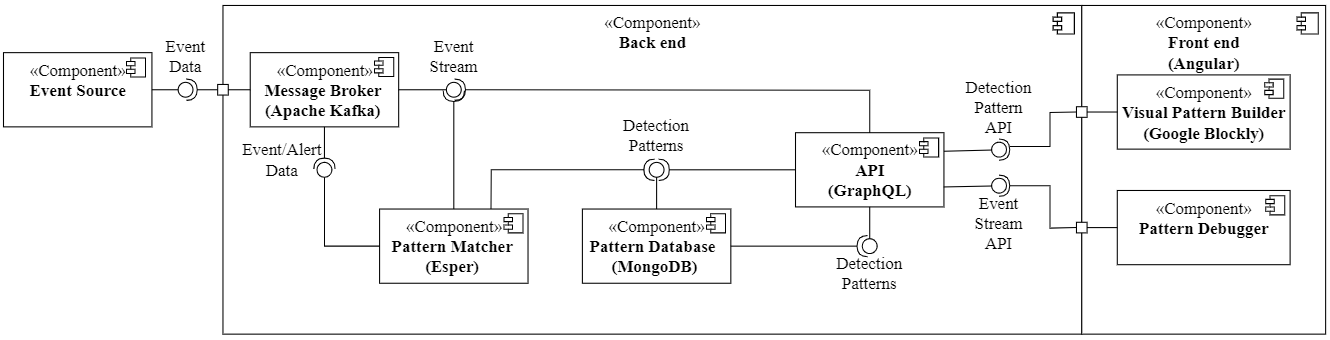 «Component»
Event Source
Event
Data
«Component»
Back end
«Component»
Message Broker
(Apache Kafka)
Event
Stream
Event/Alert
Data
«Component»
Pattern Matcher
(Esper)
Detection
Patterns
«Component»
Pattern Database
(MongoDB)
«Component»
API
(GraphQL)
Detection
Patterns
Detection
Pattern
API
Event
Stream
API
«Component»
Front end
(Angular)
«Component»
Visual Pattern Builder
(Google Blockly)
«Component»
Pattern Debugger